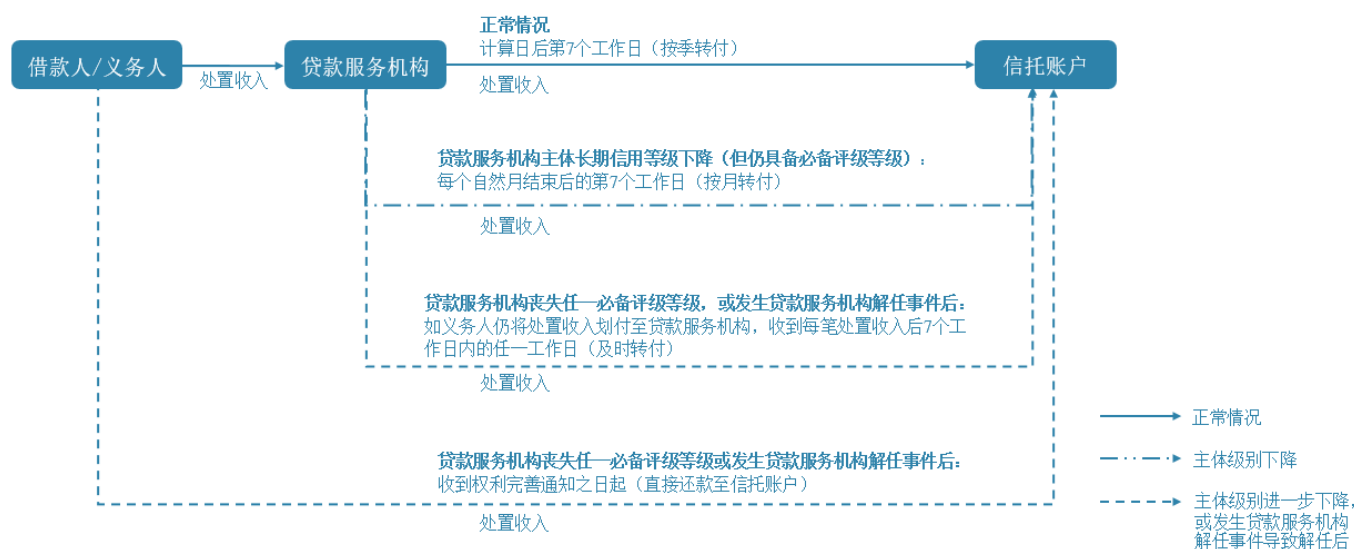 正常情况
计算日后第7个工作日（按季转付）
借款人/义务人
处置收入
贷款服务机构
处置收入
信托账户
贷款服务机构主体长期信用等级下降（但仍具备必备评级等级）：
每个自然月结束后的第7个工作日（按月转付）
处置收入
贷款服务机构丧失任一必备评级等级，或发生贷款服务机构解任事件后：
如义务人仍将处置收入划付至贷款服务机构，收到每笔处置收入后7个工
作日内的任一工作日（及时转付）
处置收入
贷款服务机构丧失任一必备评级等级或发生贷款服务机构解任事件后：
收到权利完善通知之日起（直接还款至信托账户）
处置收入
正常情况
主体级别下降
主体级别进一步下降，
或发生贷款服务机构
解任事件导致解任后